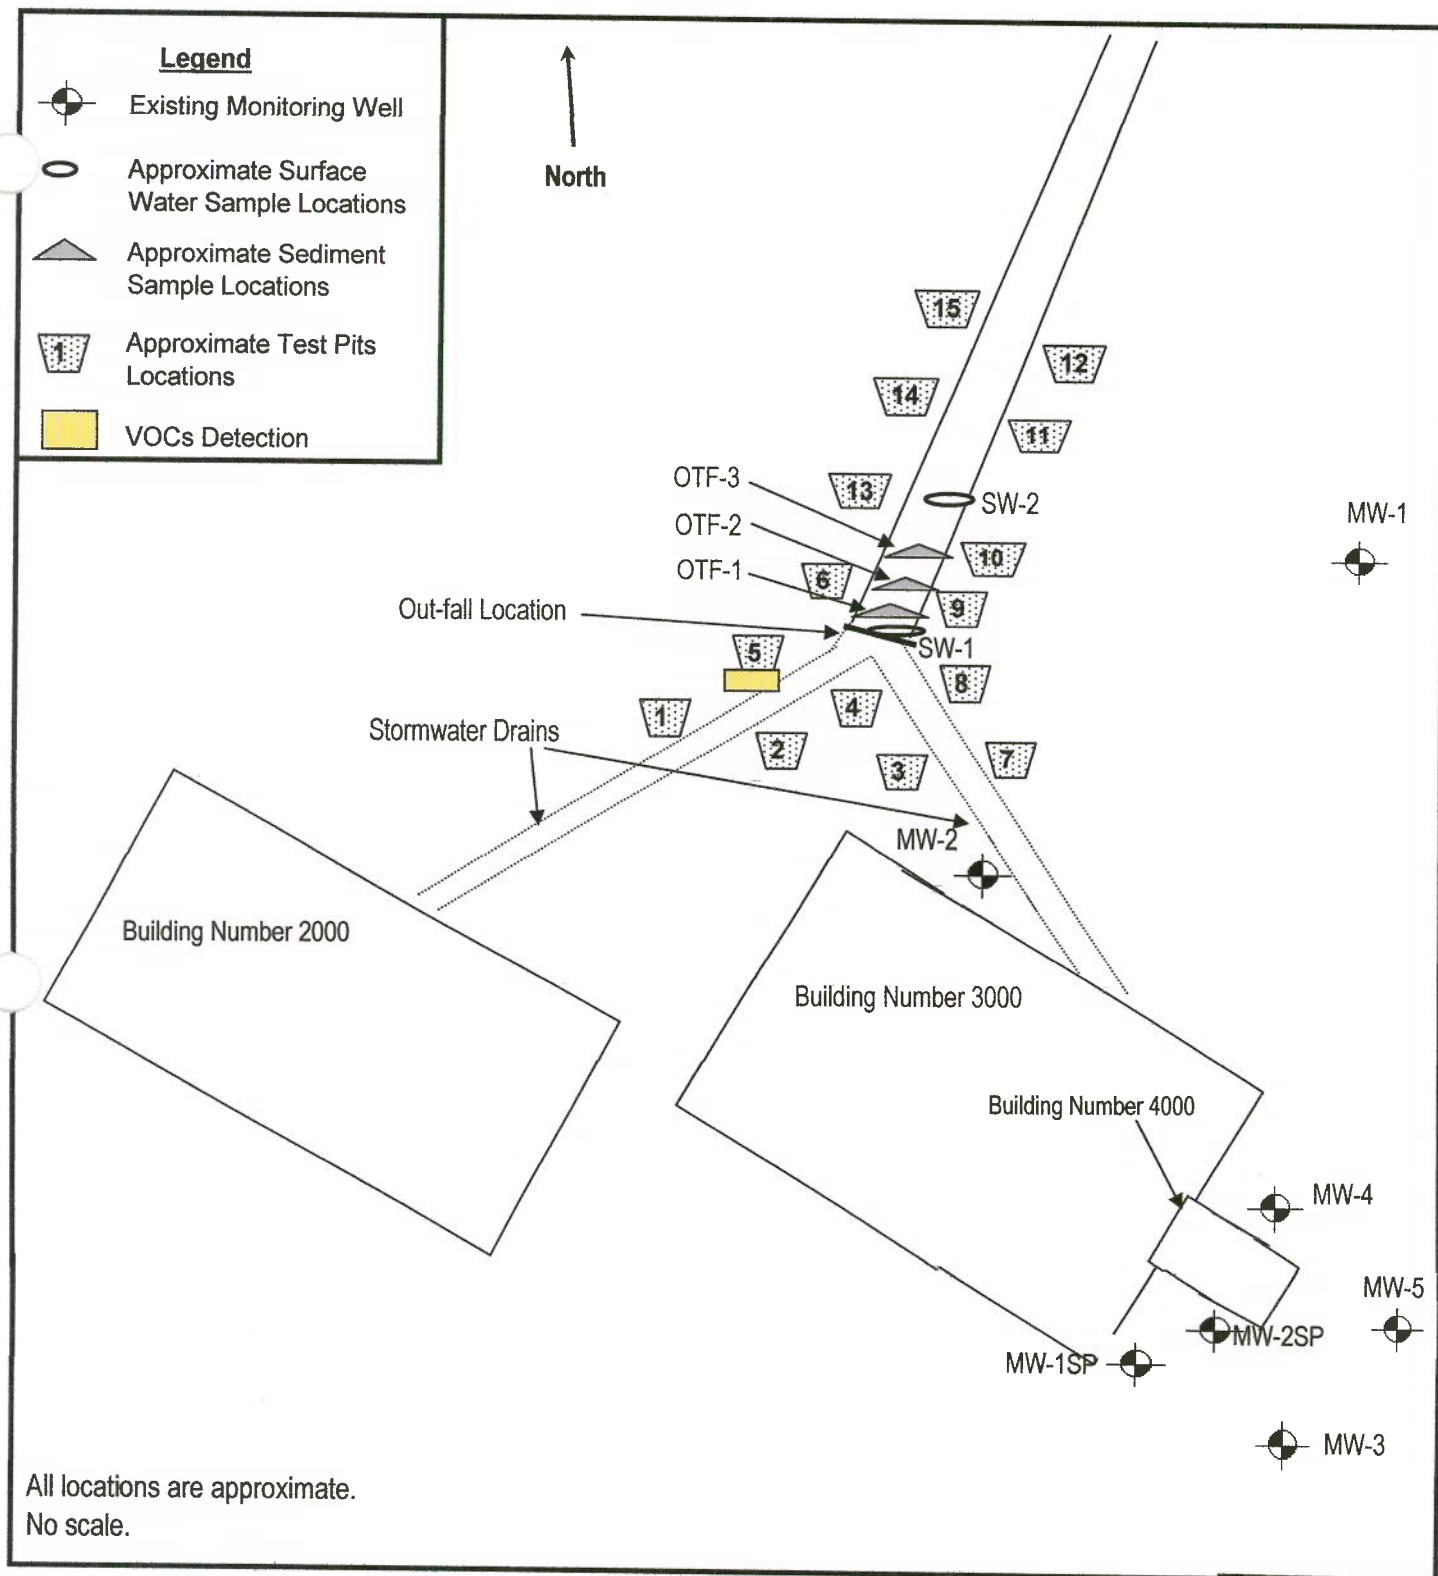 Legend
Existing Monitoring Well
Approximate Surface
Water Sample Locations
Approximate Sediment
Sample Locations
1
Approximate Test Pits
Locations
VOCs Detection
North
15
12
14
11
OTF-3
13
SW-2
MW-1
OTF-2
10
OTF-1
6
9
Out-fall Location
SW-1
5
8
1
4
Stormwater Drains
2
3
7
MW-2
Building Number 2000
Building Number 3000
Building Number 4000
MW-4
MW-5
MW-2SP
MW-1SP
MW-3
All locations are approximate.
No scale.